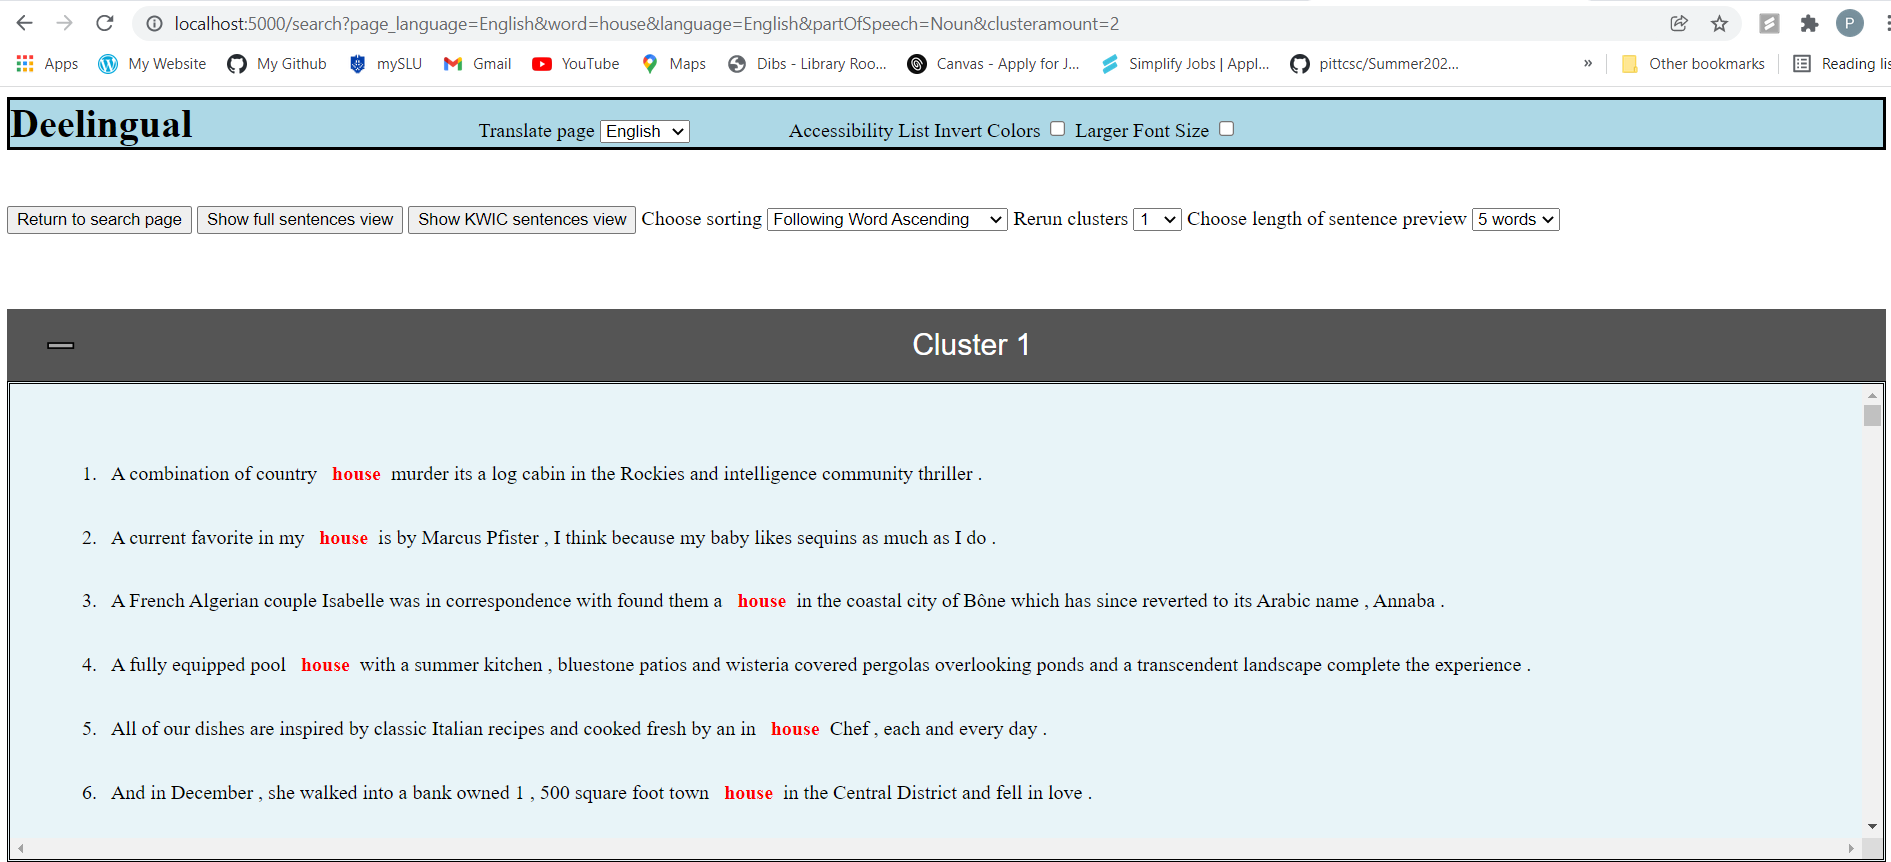 localhost:5000/search?page_language=English&word=house&language=English&partOfSpeech=Noun&clusteramount=2
P
Apps My Website My Github mySLU Gmail YouTube Maps Dibs - Library Roo... Canvas - Apply for J... Simplify Jobs | Appl... pittcsc/Summer202... » Other bookmarks Reading lis
Deelingual Translate page English Accessibility List Invert Colors Larger Font Size
Return to search page Show full sentences view Show KWIC sentences view Choose sorting Following Word Ascending Rerun clusters 1 Choose length of sentence preview 5 words
Cluster 1
1. A combination of country house murder its a log cabin in the Rockies and intelligence community thriller .
2. A current favorite in my house is by Marcus Pfister , I think because my baby likes sequins as much as I do .
3. A French Algerian couple Isabelle was in correspondence with found them a house in the coastal city of Bône which has since reverted to its Arabic name , Annaba .
4. A fully equipped pool house with a summer kitchen , bluestone patios and wisteria covered pergolas overlooking ponds and a transcendent landscape complete the experience .
5. All of our dishes are inspired by classic Italian recipes and cooked fresh by an in house Chef , each and every day .
6. And in December , she walked into a bank owned 1 , 500 square foot town house in the Central District and fell in love .